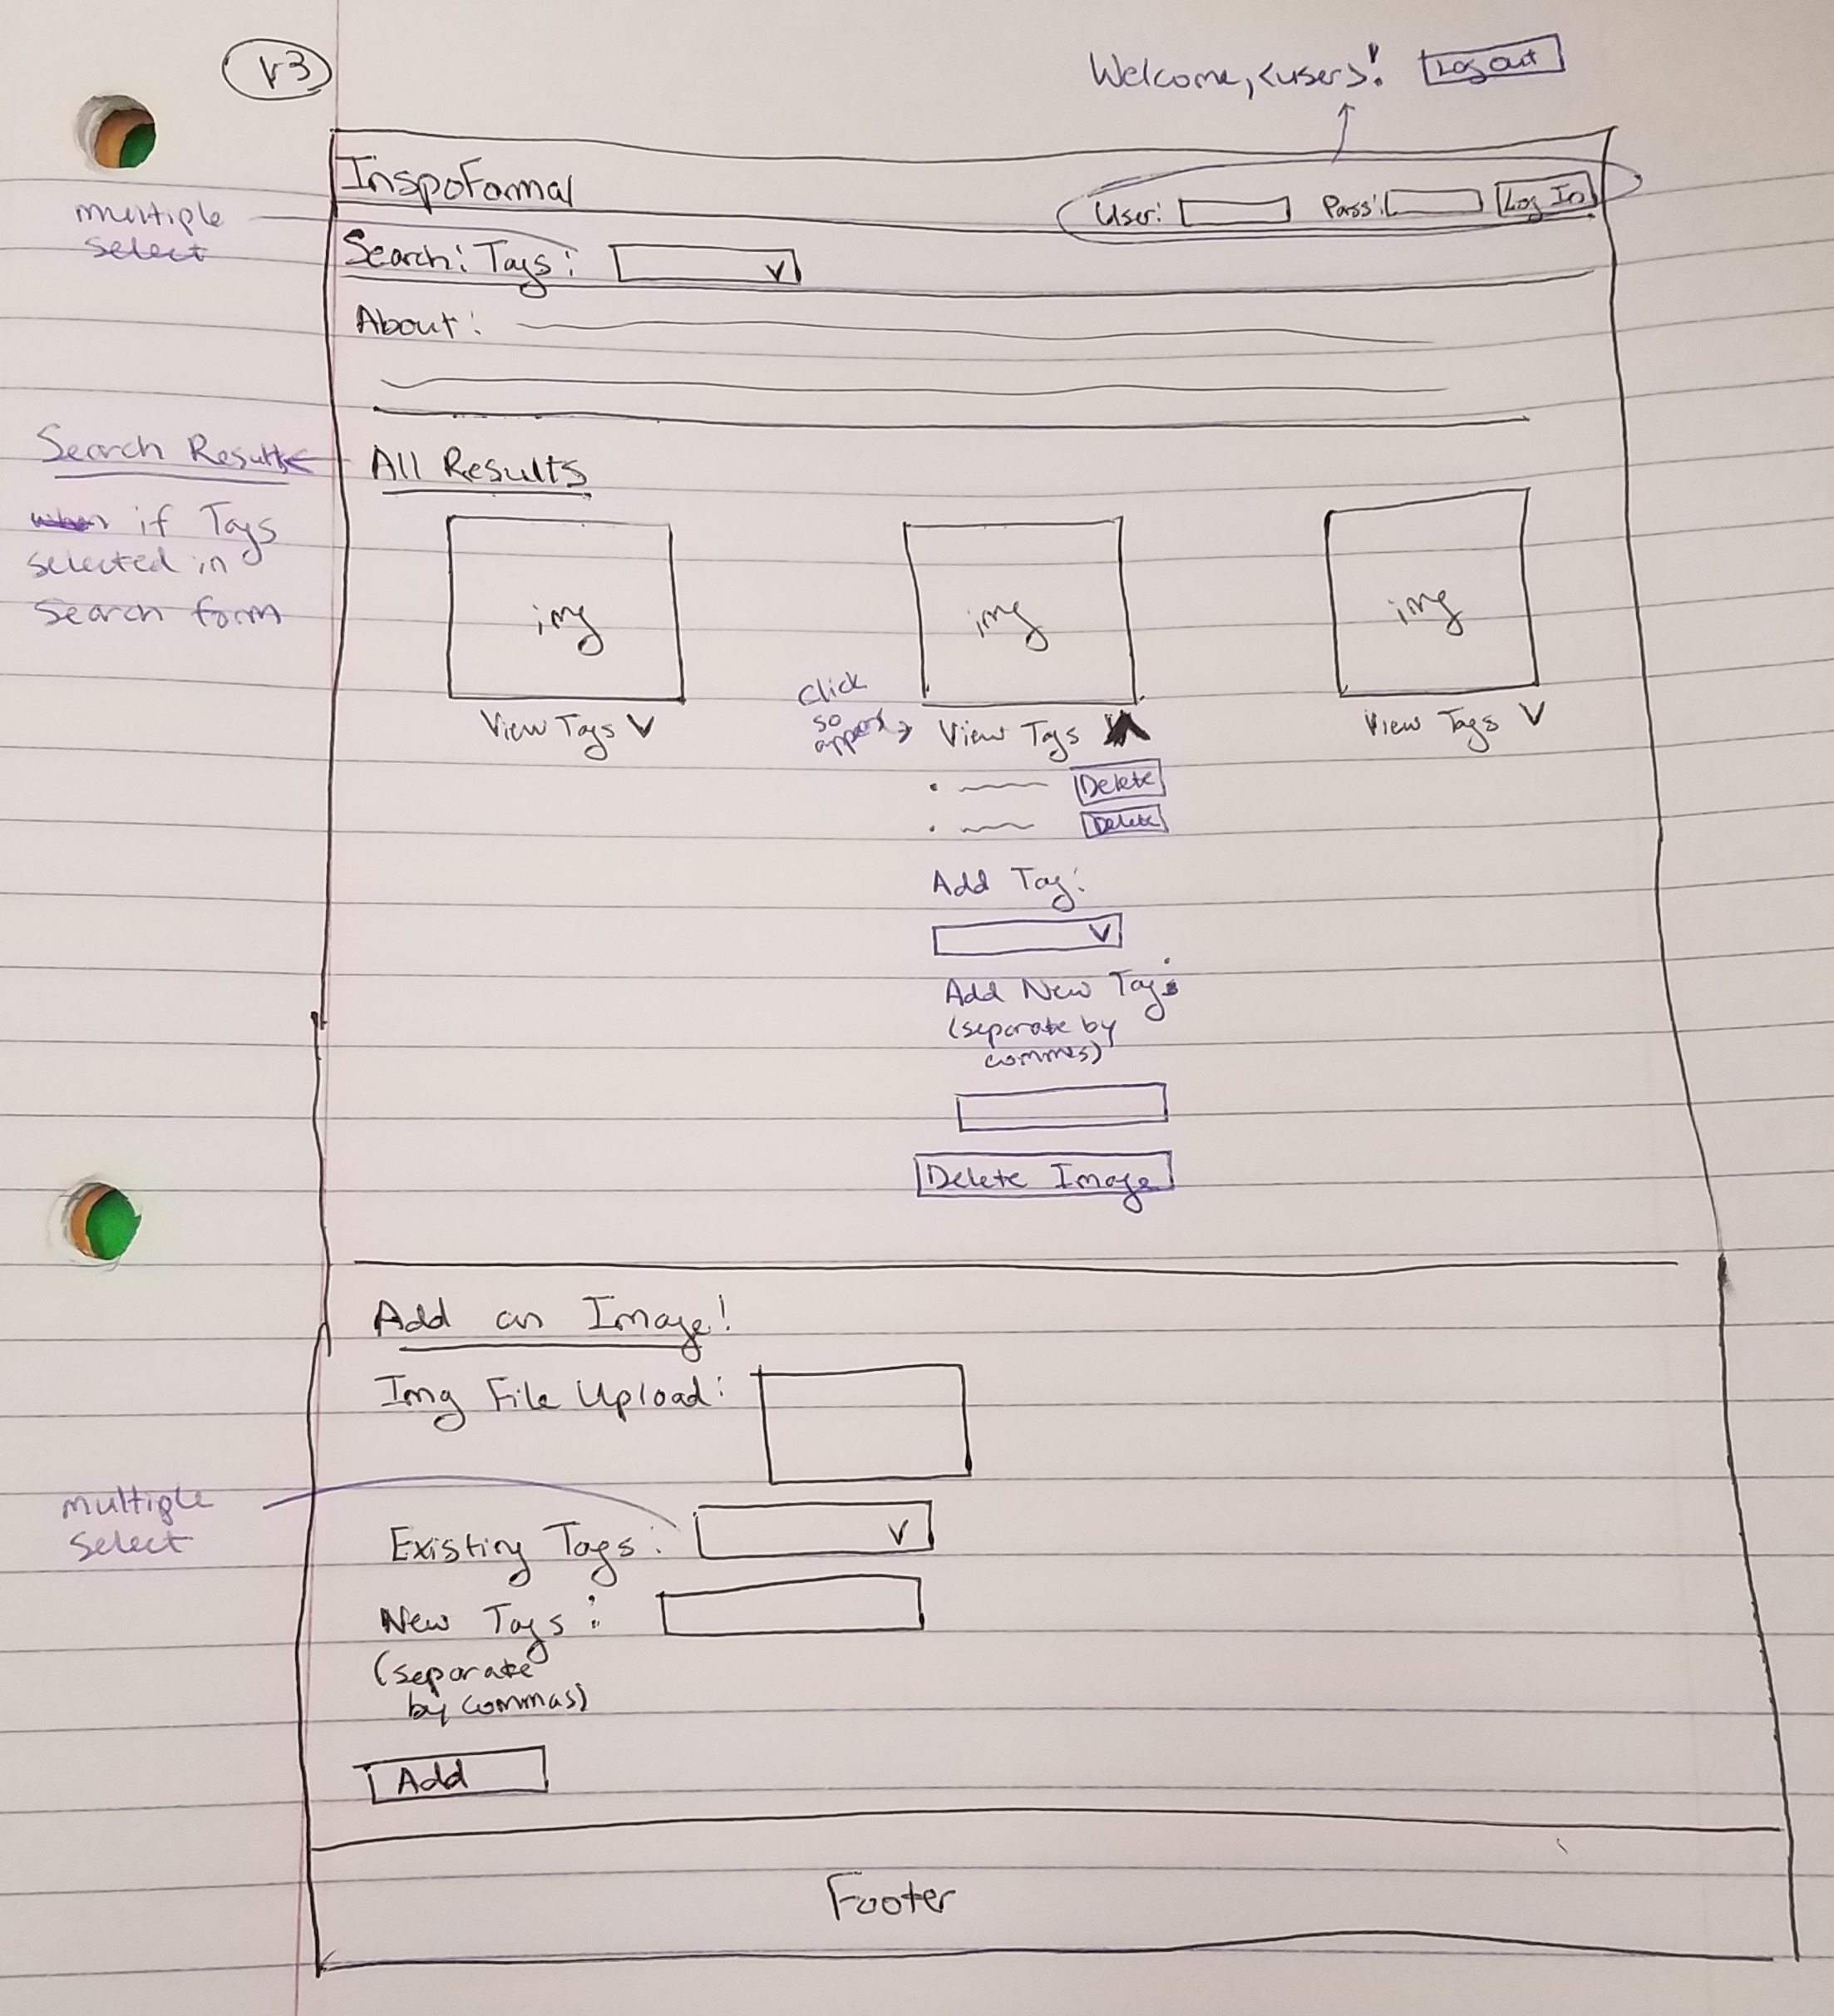 V3
Welcome, <user>! Log out
InspoFormal
User: Pass: Log In
multiple
select
Search: Tags: V
About:
Search Results
All Results
if Tags
selected in
search form
img
img
img
View Tags V
Click
so
View Tags
View Tags V
Delete
Delete
Add Tag:
V
Add New Tags
(separate by
commas)
Delete Image
Add an Image!
Img File Upload:
multiple
select
Existing Tags: V
New Tags:
(separate
by commas)
Add
Footer